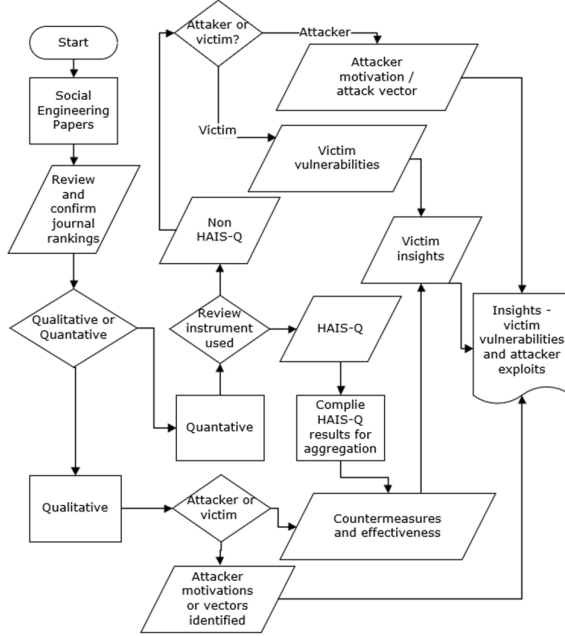 Start
Attaker or
victim?
Attacker
Attacker
motivation /
attack vector
Social
Engineering
Papers
Victim
Victim
vulnerabilities
Review
and
confirm
journal
rankings
Non
HAIS-Q
Victim
insights
Qualitative or
Quantative
Review
instrument
used
HAIS-Q
Insights -
victim
vulnerabilities
and attacker
exploits
Quantative
Complie
HAIS-Q
results for
aggregation
Qualitative
Attacker or
victim
Countermeasures
and effectiveness
Attacker
motivations
or vectors
identified